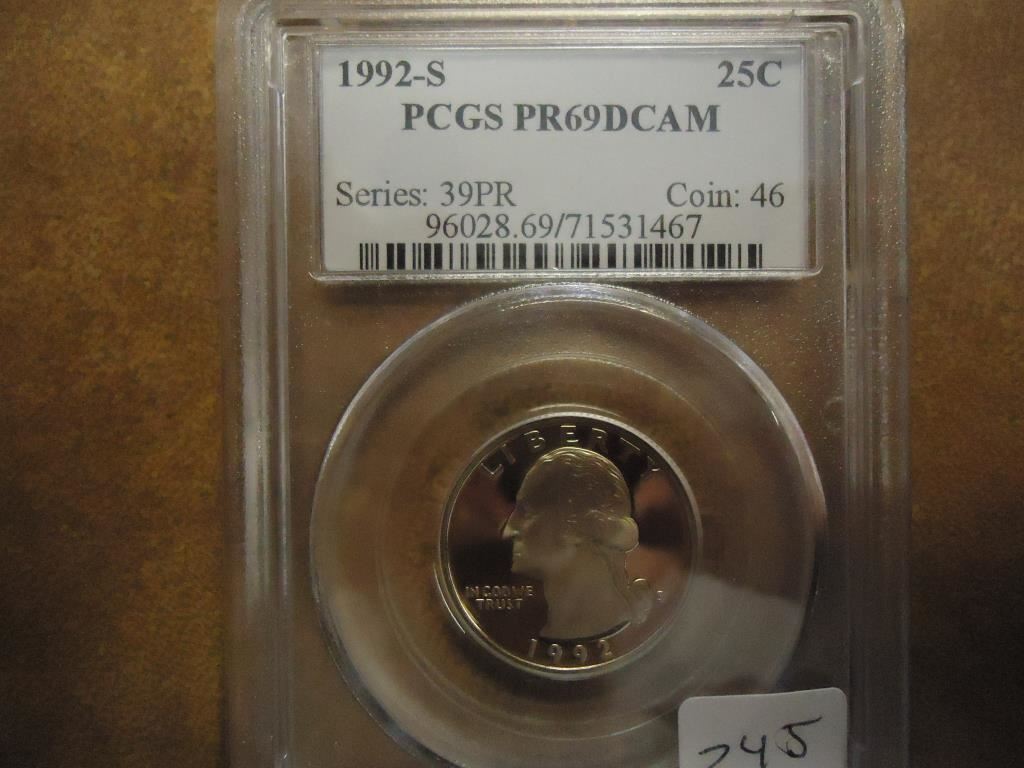 1992-S 25C
PCGS PR69DCAM
Series: 39PR Coin: 46
96028.69/71531467
LIBERTY
IN GOD WE
TRUST
S
1992
245